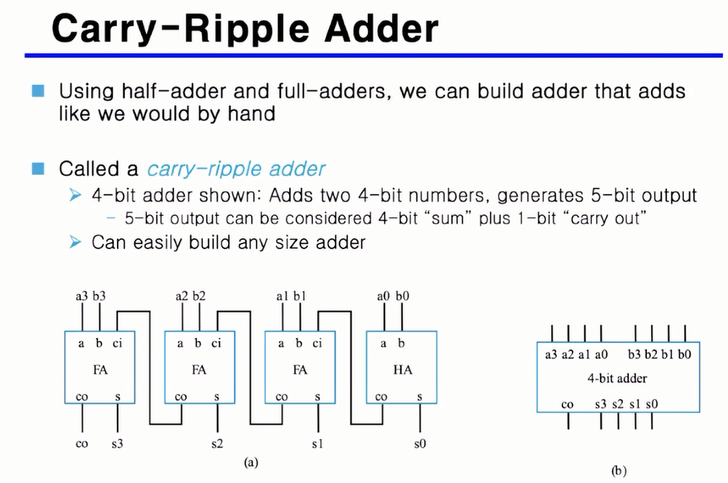 Carry-Ripple Adder
Using half-adder and full-adders, we can build adder that adds
like we would by hand
Called a carry-ripple adder
4-bit adder shown: Adds two 4-bit numbers, generates 5-bit output
5-bit output can be considered 4-bit “sum” plus 1-bit “carry out”
Can easily build any size adder
a3 b3 a2 b2 a1 b1 a0 b0
a b ci a b ci a b ci a b
FA FA FA HA
co s co s co s co s
co s3 s2 s1 s0
(a)
a3 a2 a1 a0 b3 b2 b1 b0
4-bit adder
co s3 s2 s1 s0
(b)